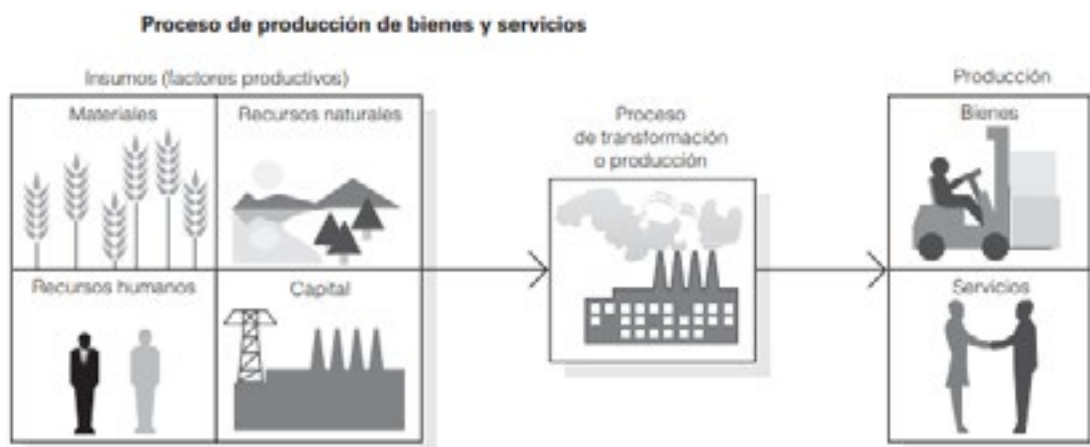 Proceso de producción de bienes y servicios
Insumos (factores productivos)
Materiales
Recursos naturales
Recursos humanos
Capital
Proceso
de transformación
o producción
Producción
Bienes
Servicios